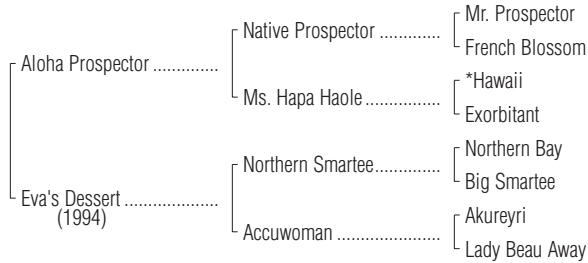 Mr. Prospector
Native Prospector .............
French Blossom
Aloha Prospector .............
*Hawaii
Ms. Hapa Haole ................
Exorbitant
Northern Bay
Northern Smartee.............
Big Smartee
Eva's Dessert ...................
(1994)
Akureyri
Accuwoman ....................
Lady Beau Away